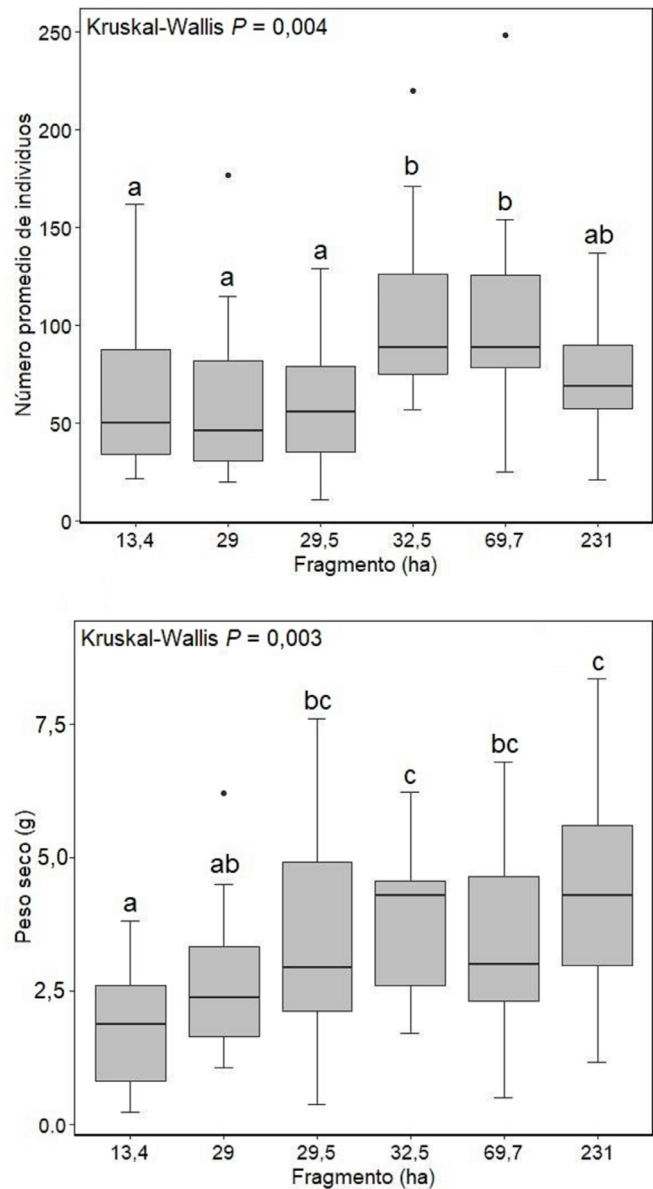 Kruskal-Wallis P = 0,004
Número promedio de individuos
250
200
150
100
50
0
a
a
a
b
b
ab
13,4 29 29,5 32,5 69,7 231
Fragmento (ha)
Kruskal-Wallis P = 0,003
Peso seco (g)
7,5
5,0
2,5
0.0
a
ab
bc
c
bc
c
13,4 29 29,5 32,5 69,7 231
Fragmento (ha)